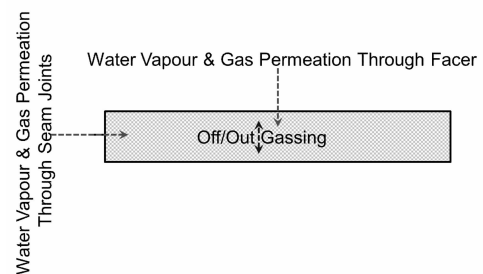 Water Vapour & Gas Permeation
Through Seam Joints
Water Vapour & Gas Permeation Through Facer
Off/Out Gassing